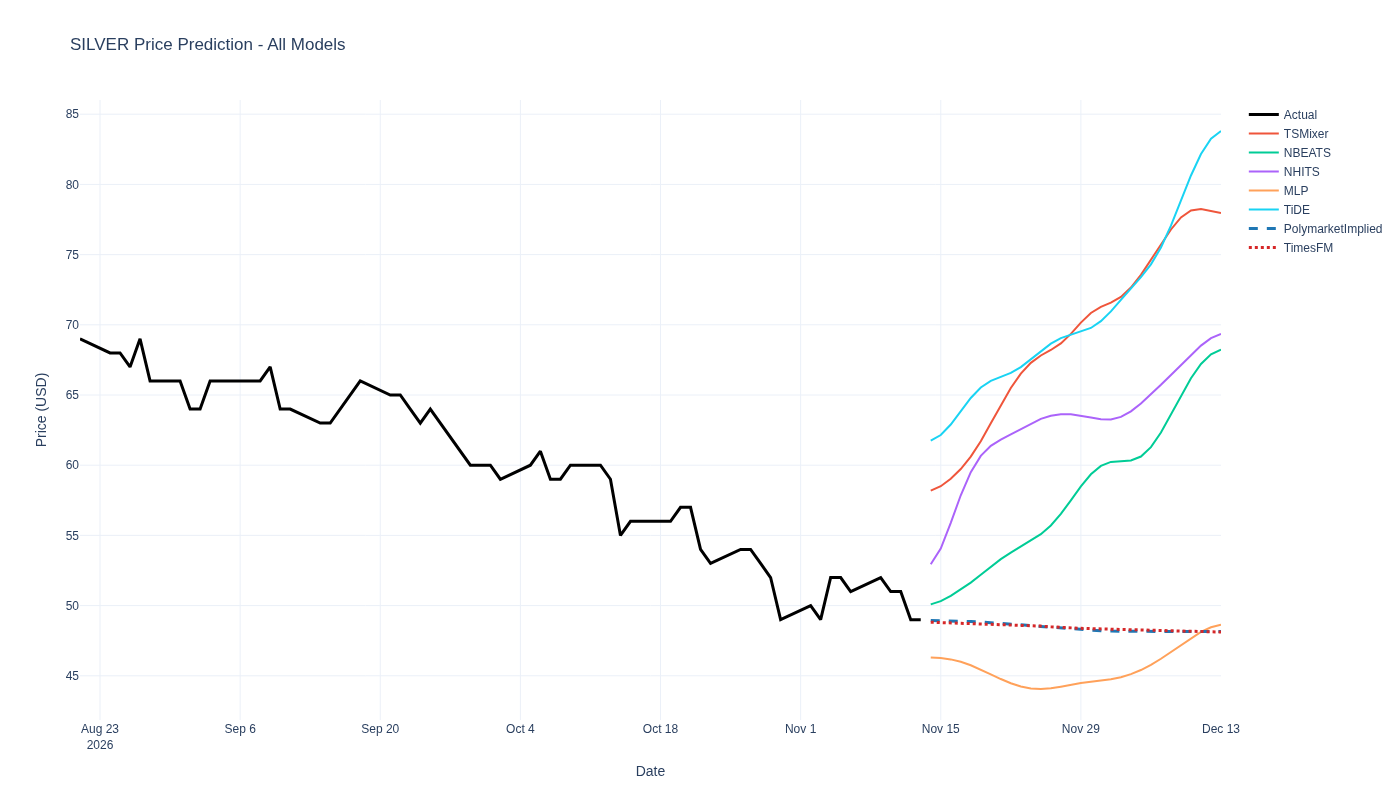 SILVER Price Prediction - All Models
Price (USD)
85
80
75
70
65
60
55
50
45
Aug 23
2026
Sep 6
Sep 20
Oct 4
Oct 18
Nov 1
Nov 15
Nov 29
Dec 13
Date
Actual
TSMixer
NBEATS
NHITS
MLP
TiDE
PolymarketImplied
TimesFM